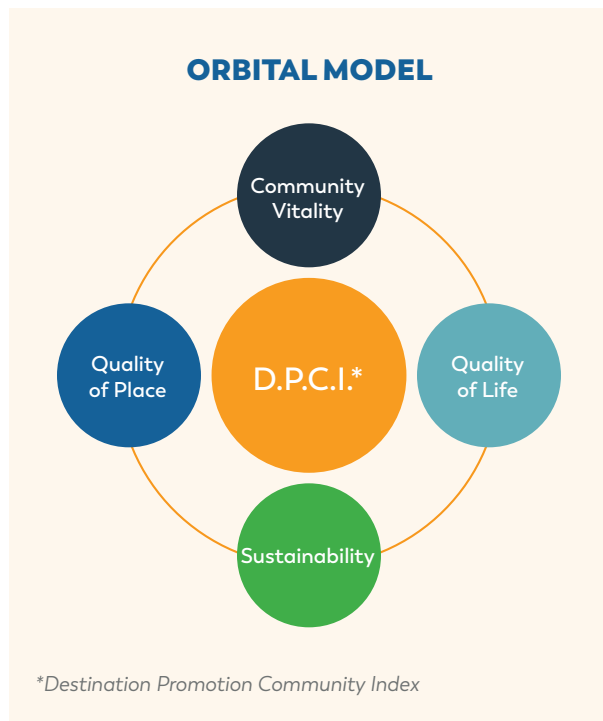 ORBITAL MODEL
Community
Vitality
Quality
of Place
D.P.C.I.*
Quality
of Life
Sustainability
*Destination Promotion Community Index